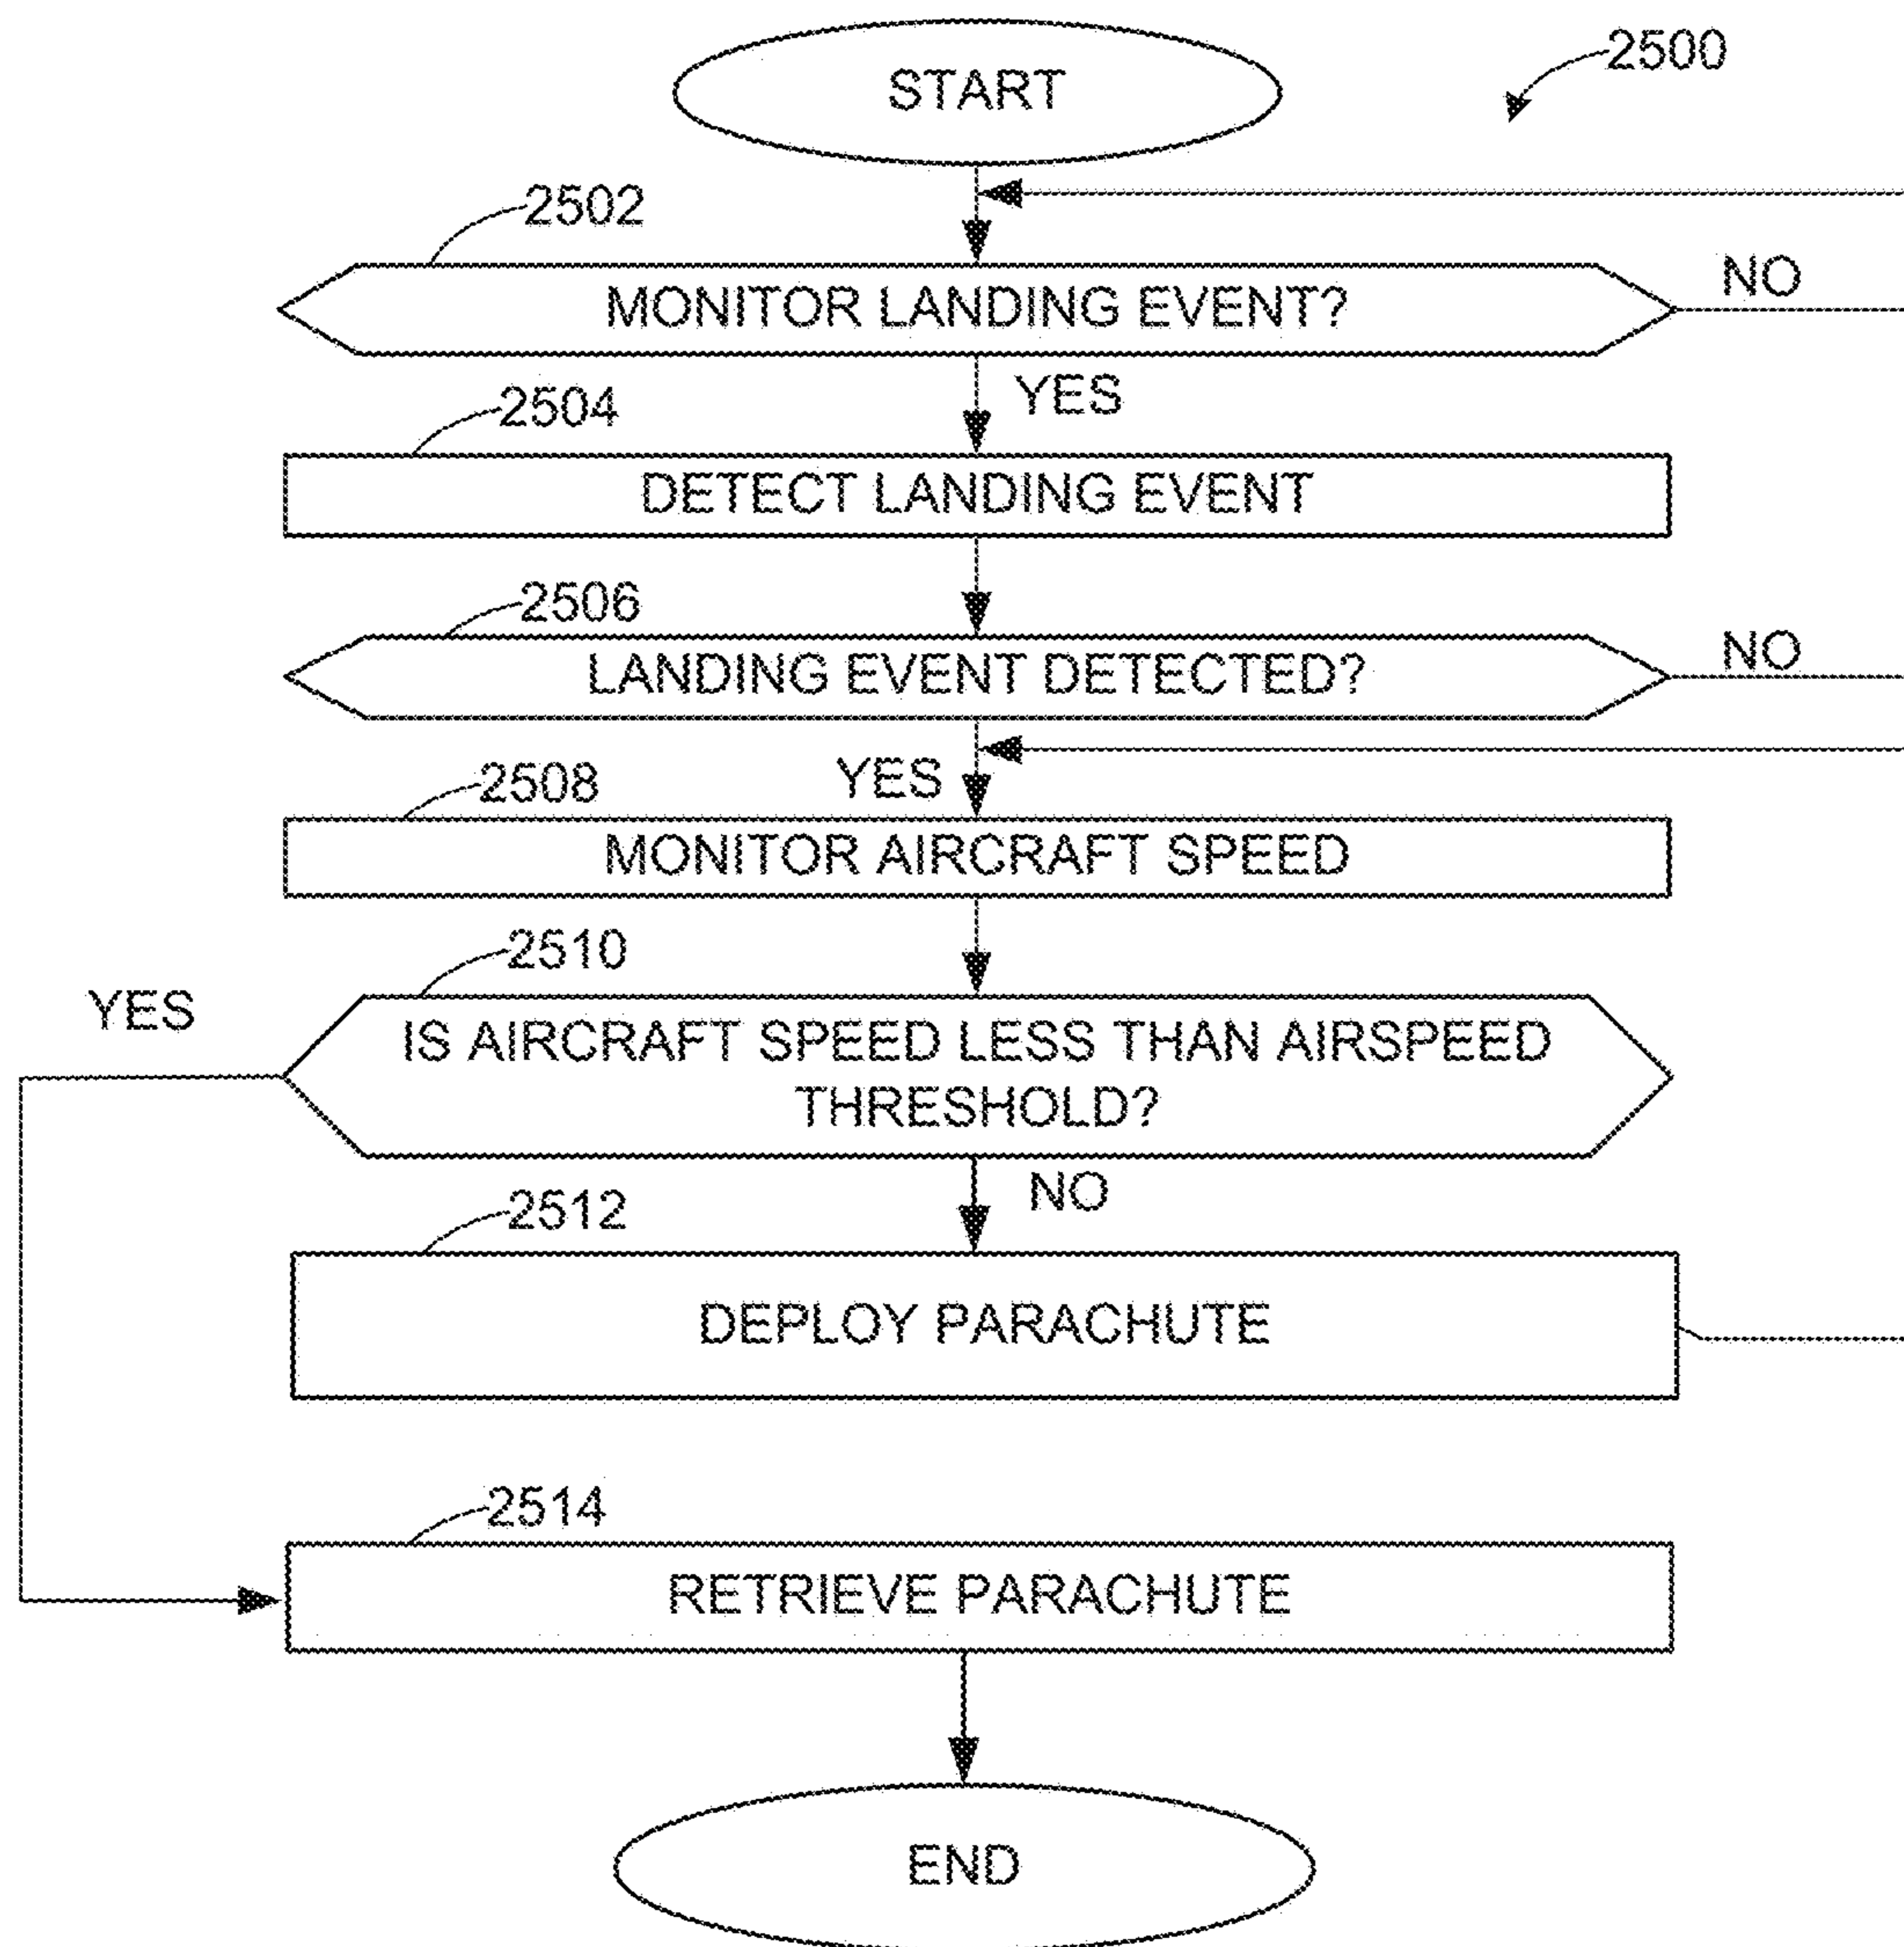 START
2500
2502
MONITOR LANDING EVENT?
NO
YES
2504
DETECT LANDING EVENT
2506
LANDING EVENT DETECTED?
NO
YES
2508
MONITOR AIRCRAFT SPEED
2510
YES
IS AIRCRAFT SPEED LESS THAN AIRSPEED
THRESHOLD?
NO
2512
DEPLOY PARACHUTE
2514
RETRIEVE PARACHUTE
END